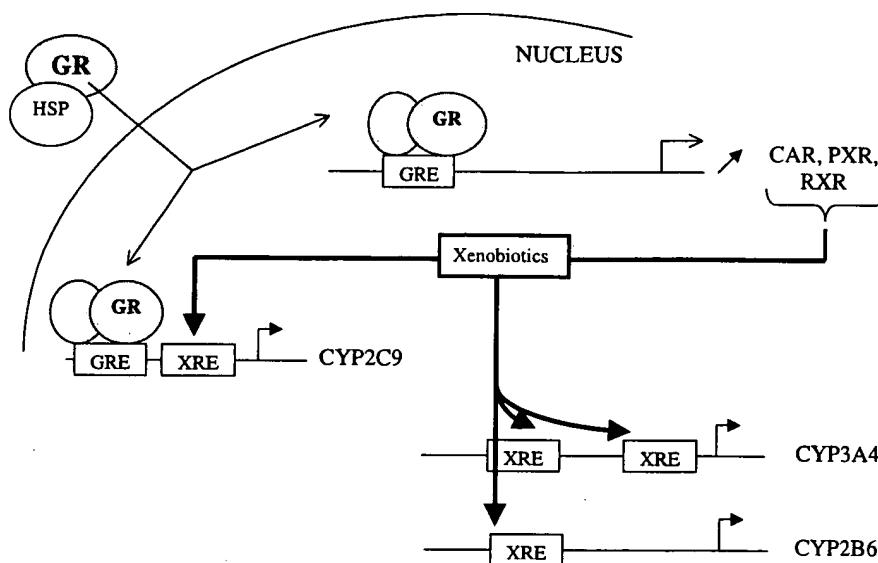 NUCLEUS
GR
HSP
GR
GRE
CAR, PXR,
RXR
Xenobiotics
GR
GRE
XRE
CYP2C9
XRE
XRE
CYP3A4
XRE
CYP2B6